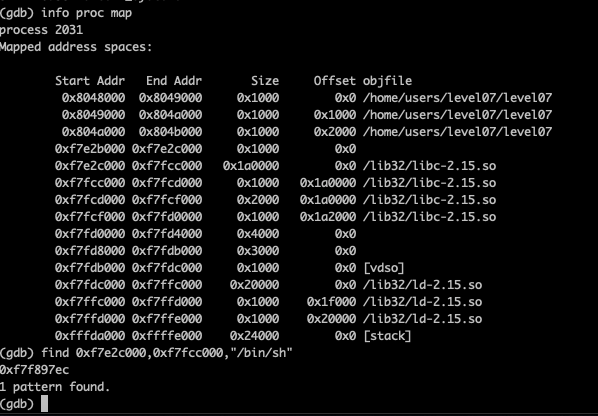 (gdb) info proc map
process 2031
Mapped address spaces:
Start Addr End Addr Size Offset objfile
0x8048000 0x8049000 0x1000 0x0 /home/users/level07/level07
0x8049000 0x804a000 0x1000 0x1000 /home/users/level07/level07
0x804a000 0x804b000 0x1000 0x2000 /home/users/level07/level07
0xf7e2b000 0xf7e2c000 0x1000 0x0
0xf7e2c000 0xf7fcc000 0x1a0000 0x0 /lib32/libc-2.15.so
0xf7fcc000 0xf7fcd000 0x1000 0x1a0000 /lib32/libc-2.15.so
0xf7fcd000 0xf7fcf000 0x2000 0x1a0000 /lib32/libc-2.15.so
0xf7fcf000 0xf7fd0000 0x1000 0x1a2000 /lib32/libc-2.15.so
0xf7fd0000 0xf7fd4000 0x4000 0x0
0xf7fd8000 0xf7fdb000 0x3000 0x0
0xf7fdb000 0xf7fdc000 0x1000 0x0 [vdso]
0xf7fdc000 0xf7ffc000 0x20000 0x0 /lib32/ld-2.15.so
0xf7ffc000 0xf7ffd000 0x1000 0x1f000 /lib32/ld-2.15.so
0xf7ffd000 0xf7ffe000 0x1000 0x20000 /lib32/ld-2.15.so
0xfffda000 0xffffe000 0x24000 0x0 [stack]
(gdb) find 0xf7e2c000,0xf7fcc000,"/bin/sh"
0xf7f897ec
1 pattern found.
(gdb)